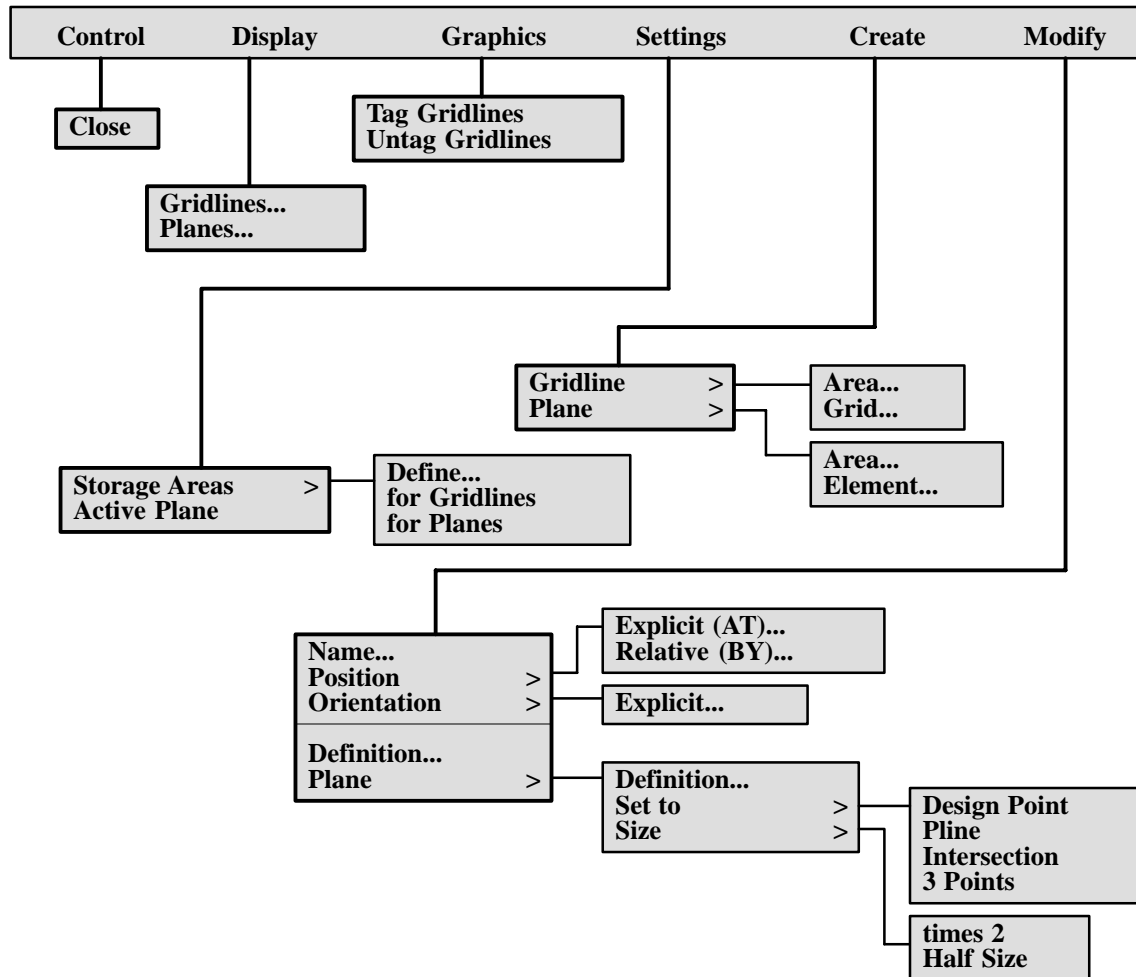 Control Display Graphics Settings Create Modify
Close
Tag Gridlines
Untag Gridlines
Gridlines...
Planes...
Gridline >
Plane >
Area...
Grid...
Area...
Element...
Storage Areas >
Active Plane
Define...
for Gridlines
for Planes
Name...
Position >
Orientation >
Definition...
Plane >
Explicit (AT)...
Relative (BY)...
Explicit...
Definition...
Set to >
Size >
Design Point
Pline
Intersection
3 Points
times 2
Half Size